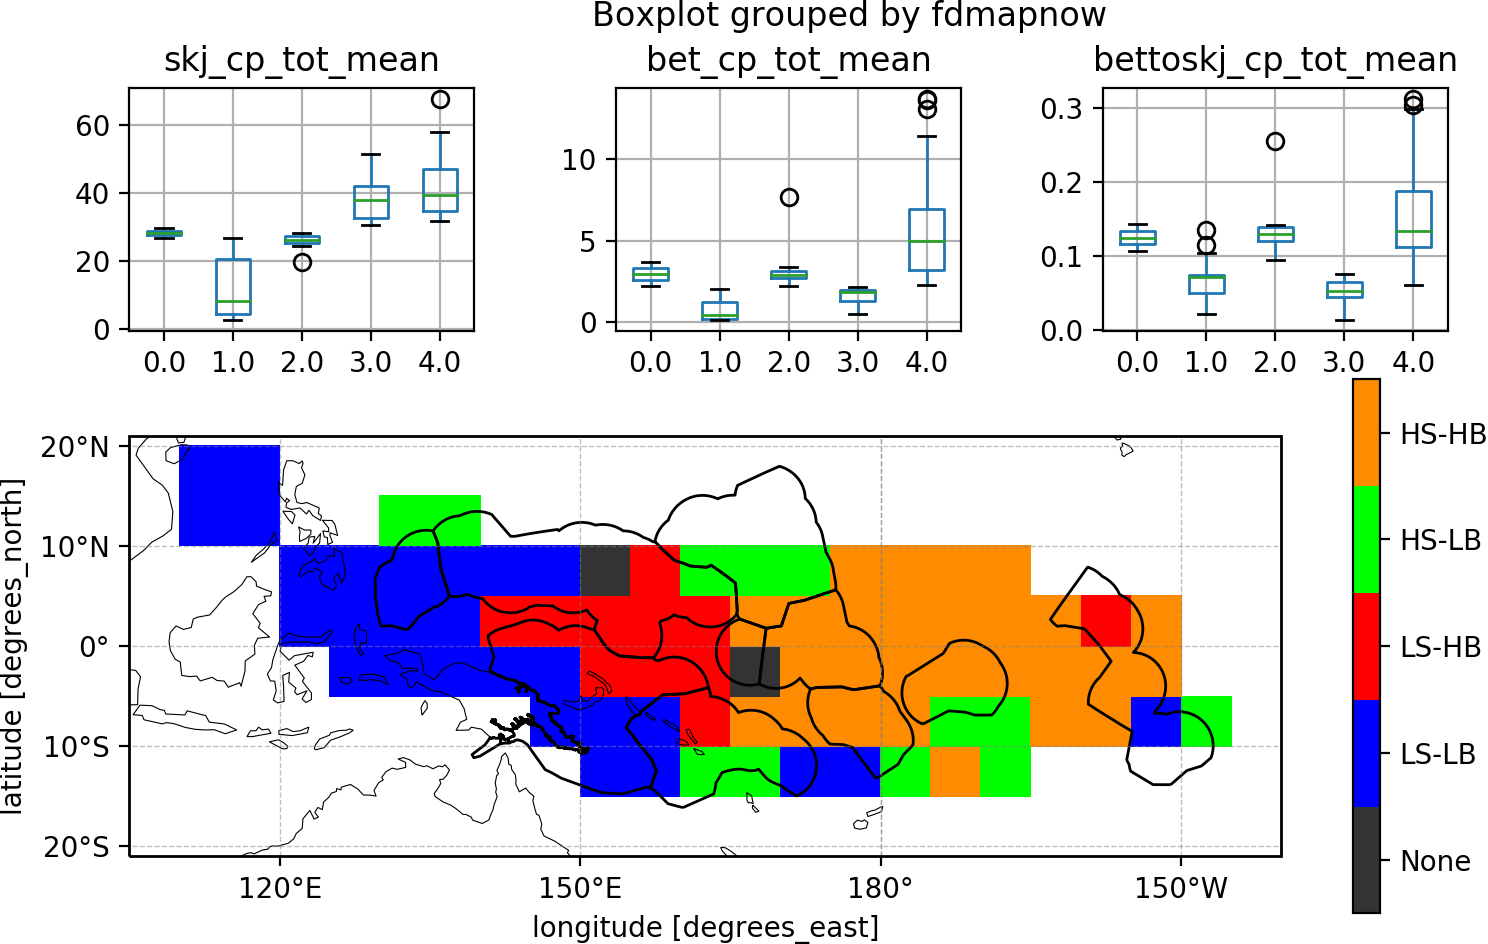 Boxplot grouped by fdmapnow
skj_cp_tot_mean
bet_cp_tot_mean
bettoskj_cp_tot_mean
60
40
20
0
0.0 1.0 2.0 3.0 4.0
10
5
0
0.0 1.0 2.0 3.0 4.0
0.3
0.2
0.1
0.0
0.0 1.0 2.0 3.0 4.0
latitude [degrees_north]
20°N
10°N
0°
10°S
20°S
120°E 150°E 180° 150°W
longitude [degrees_east]
HS-HB
HS-LB
LS-HB
LS-LB
None